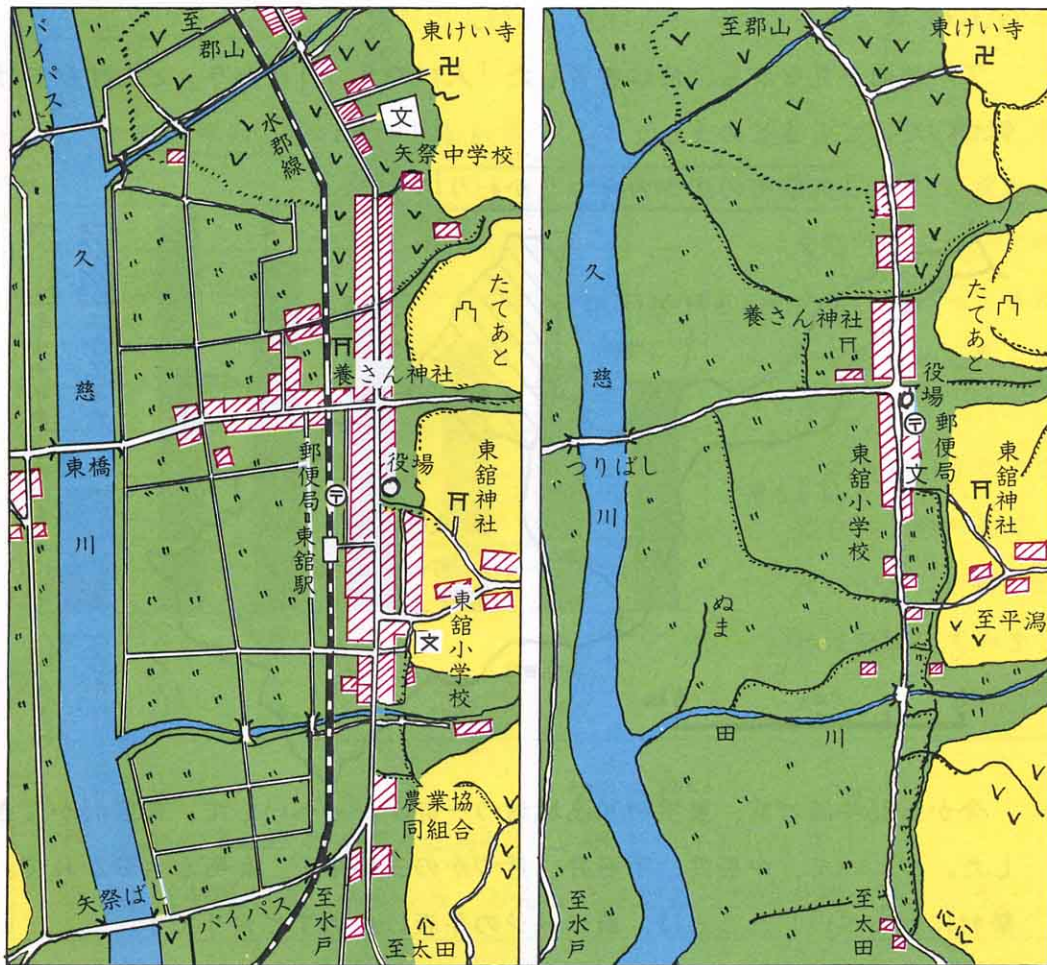 バイパス
至郡山
水郡線
東けい寺
文
矢祭中学校
久慈川
たてあと
養さん神社
東橋
郵便局
役場
東舘神社
東舘駅
東舘小学校
文
農業協
同組合
矢祭ばし
バイパス
至水戸
至太田
至郡山
東けい寺
久慈川
養さん神社
たてあと
役場
郵便局
つりばし
文
東舘小学校
東舘神社
ぬま
至平潟
田川
至水戸
至太田